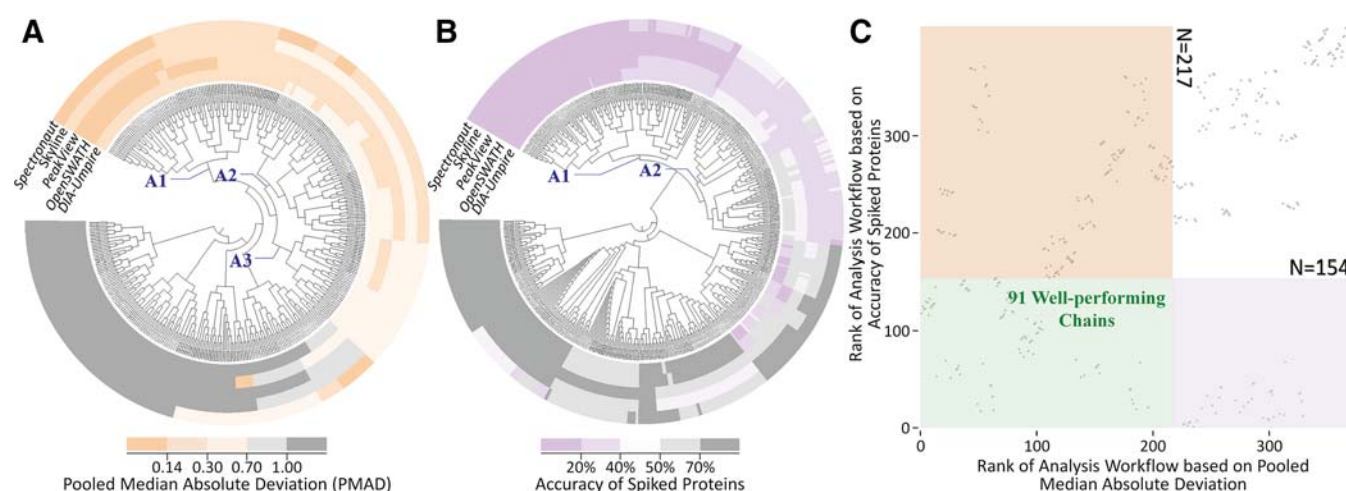 A
Spectronaut
Skyline
PeakView
OpenSWATH
DIA-Umpire
A1
A2
A3
0.14 0.30 0.70 1.00
Pooled Median Absolute Deviation (PMAD)
B
Spectronaut
Skyline
PeakView
OpenSWATH
DIA-Umpire
A1
A2
20% 40% 50% 70%
Accuracy of Spiked Proteins
C
Rank of Analysis Workflow based on
Accuracy of Spiked Proteins
300
200
100
0
N=217
N=154
91 Well-performing
Chains
0 100 200 300
Rank of Analysis Workflow based on Pooled
Median Absolute Deviation